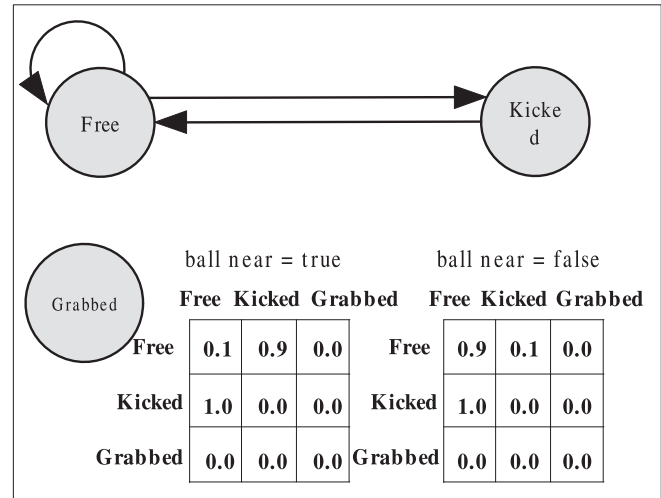 Free
Kicke
d
Grabbed
ball near = true
ball near = false
Free Kicked Grabbed
Free Kicked Grabbed
Free 0.1 0.9 0.0
Free 0.9 0.1 0.0
Kicked 1.0 0.0 0.0
Kicked 1.0 0.0 0.0
Grabbed 0.0 0.0 0.0
Grabbed 0.0 0.0 0.0